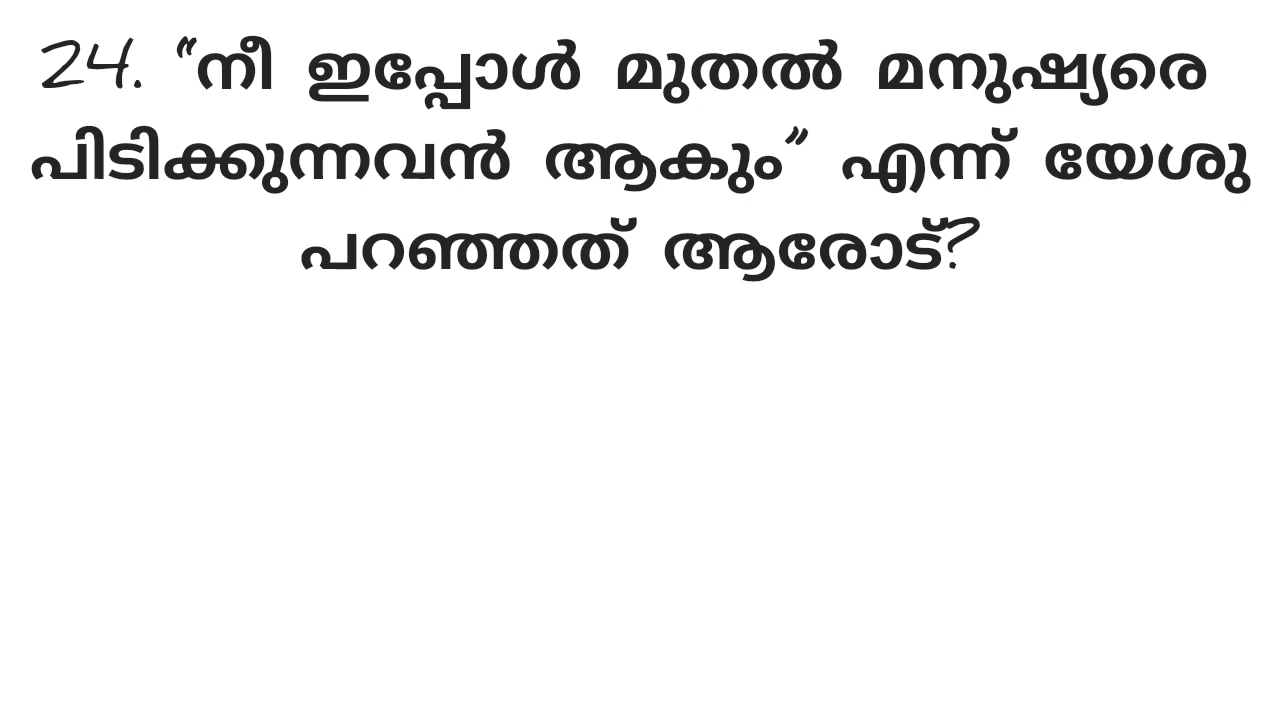 24. “നീ ഇപ്പോൾ മുതൽ മനുഷ്യരെ
പിടിക്കുന്നവൻ ആകും” എന്ന് യേശു
പറഞ്ഞത് ആരോട്?